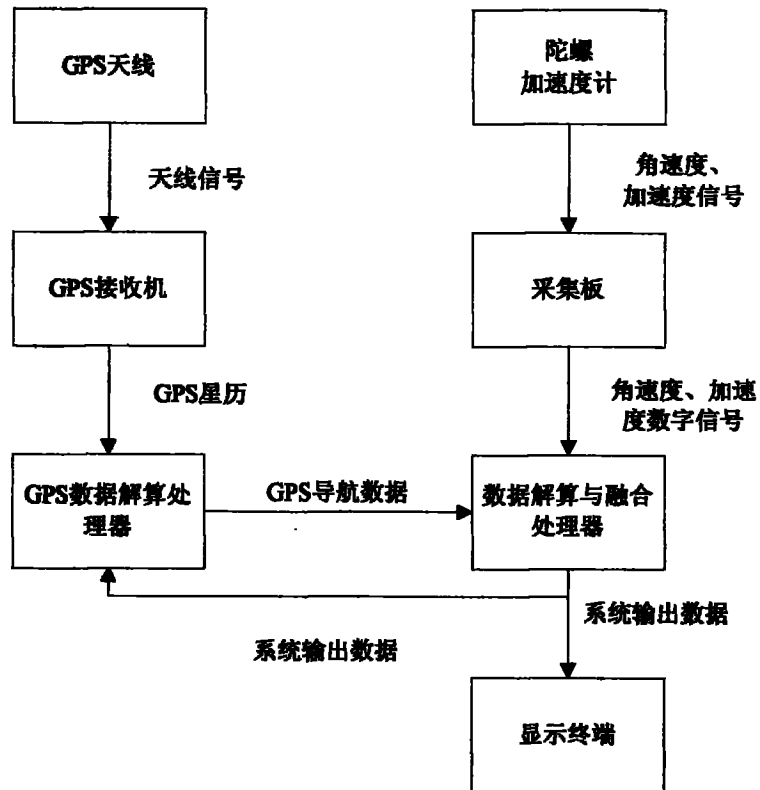 GPS天线
陀螺
加速度计
天线信号
角速度、
加速度信号
GPS接收机
采集板
GPS星历
角速度、加速
度数字信号
GPS数据解算处
理器
GPS导航数据
数据解算与融合
处理器
系统输出数据
系统输出数据
显示终端